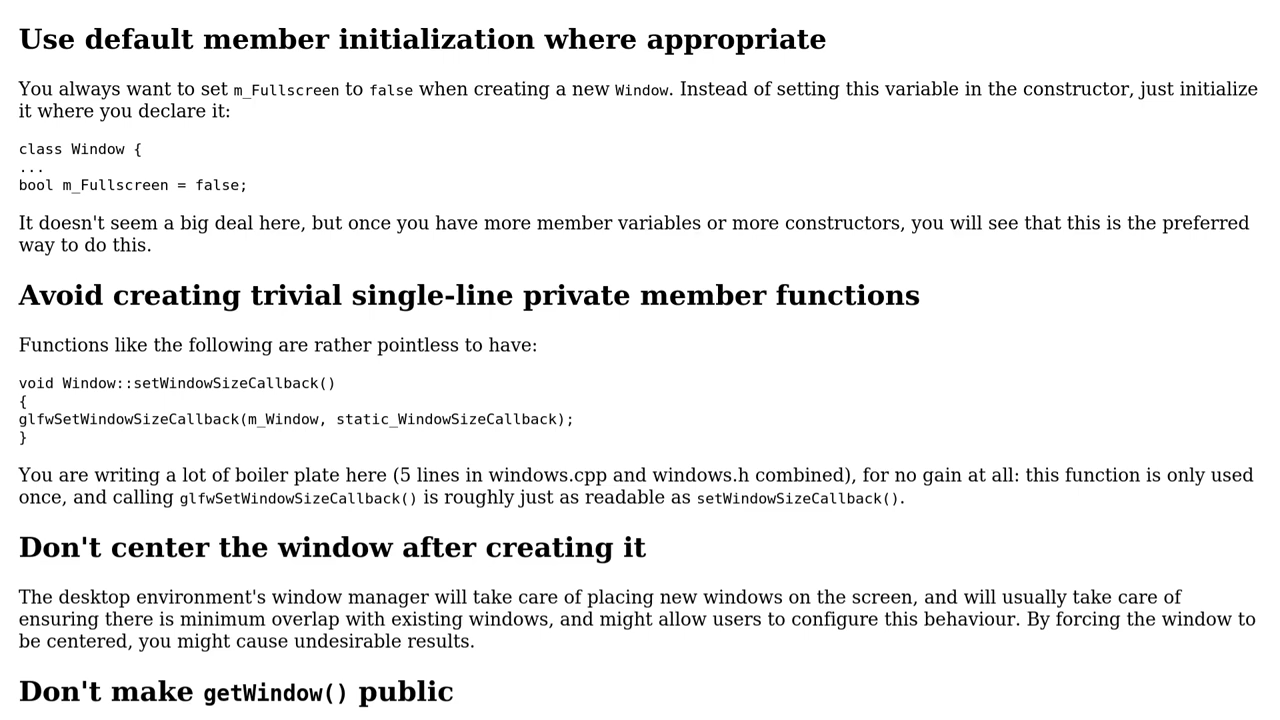 Use default member initialization where appropriate
You always want to set m_Fullscreen to false when creating a new Window. Instead of setting this variable in the constructor, just initialize
it where you declare it:
class Window {
...
bool m_Fullscreen = false;
It doesn't seem a big deal here, but once you have more member variables or more constructors, you will see that this is the preferred
way to do this.
Avoid creating trivial single-line private member functions
Functions like the following are rather pointless to have:
void Window::setWindowSizeCallback()
{
glfwSetWindowSizeCallback(m_Window, static_WindowSizeCallback);
}
You are writing a lot of boiler plate here (5 lines in windows.cpp and windows.h combined), for no gain at all: this function is only used
once, and calling glfwSetWindowSizeCallback() is roughly just as readable as setWindowSizeCallback().
Don't center the window after creating it
The desktop environment's window manager will take care of placing new windows on the screen, and will usually take care of
ensuring there is minimum overlap with existing windows, and might allow users to configure this behaviour. By forcing the window to
be centered, you might cause undesirable results.
Don't make getWindow() public